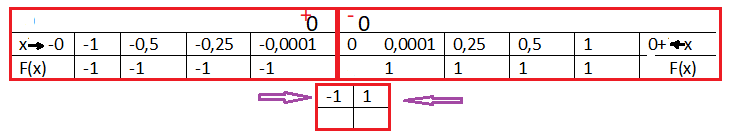 + 0 - 0
x → -0 -1 -0,5 -0,25 -0,0001 0 0,0001 0,25 0,5 1 0+ ← x
F(x) -1 -1 -1 -1 1 1 1 1 F(x)
-1 1